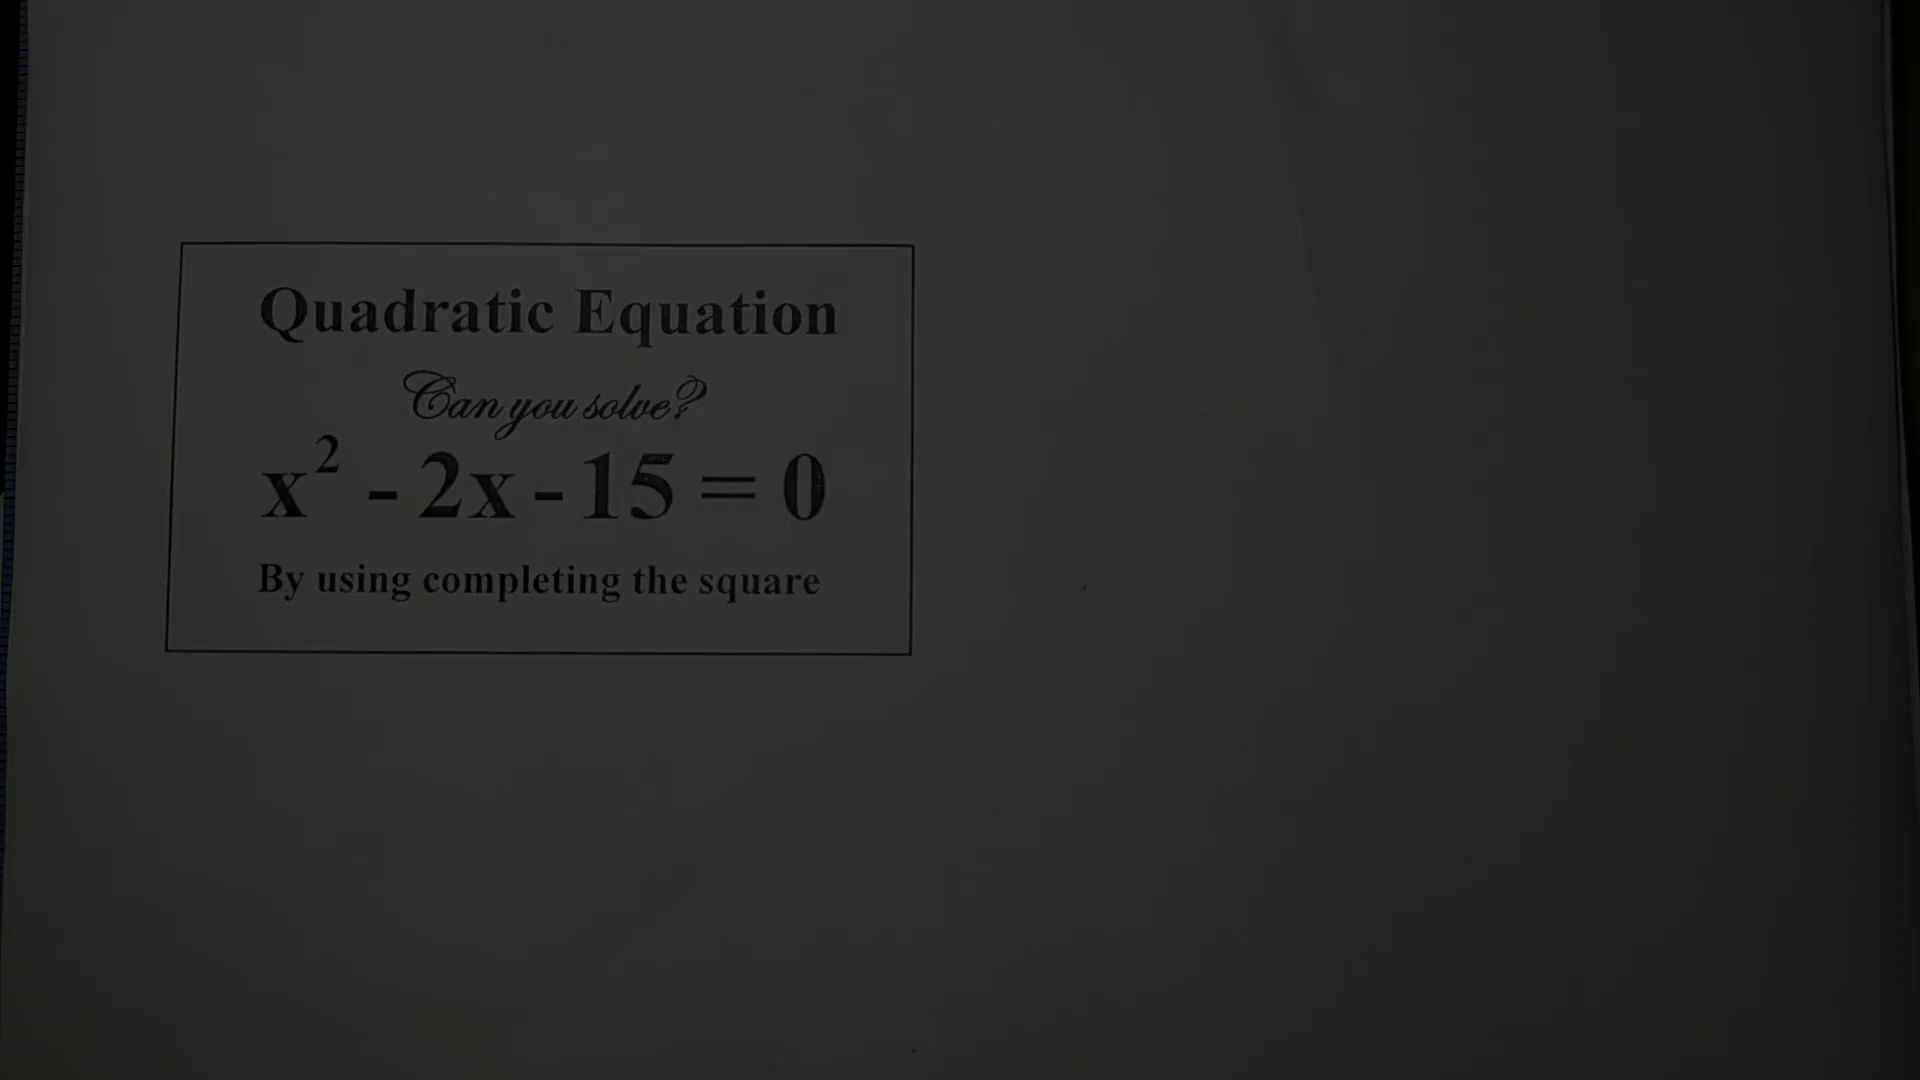 Quadratic Equation
Can you solve?
x² - 2x - 15 = 0
By using completing the square